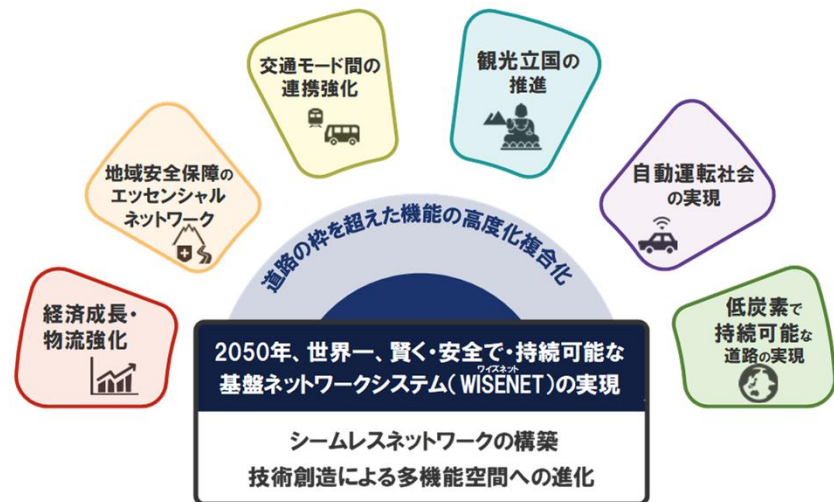 交通モード間の
連携強化
観光立国の
推進
地域安全保障の
エッセンシャル
ネットワーク
自動運転社会
の実現
経済成長・
物流強化
低炭素で
持続可能な
道路の実現
道路の枠を超えた機能の高度化複合化
2050年、世界一、賢く・安全で・持続可能な
ワイズネット
基盤ネットワークシステム(WISENET)の実現
シームレスネットワークの構築
技術創造による多機能空間への進化